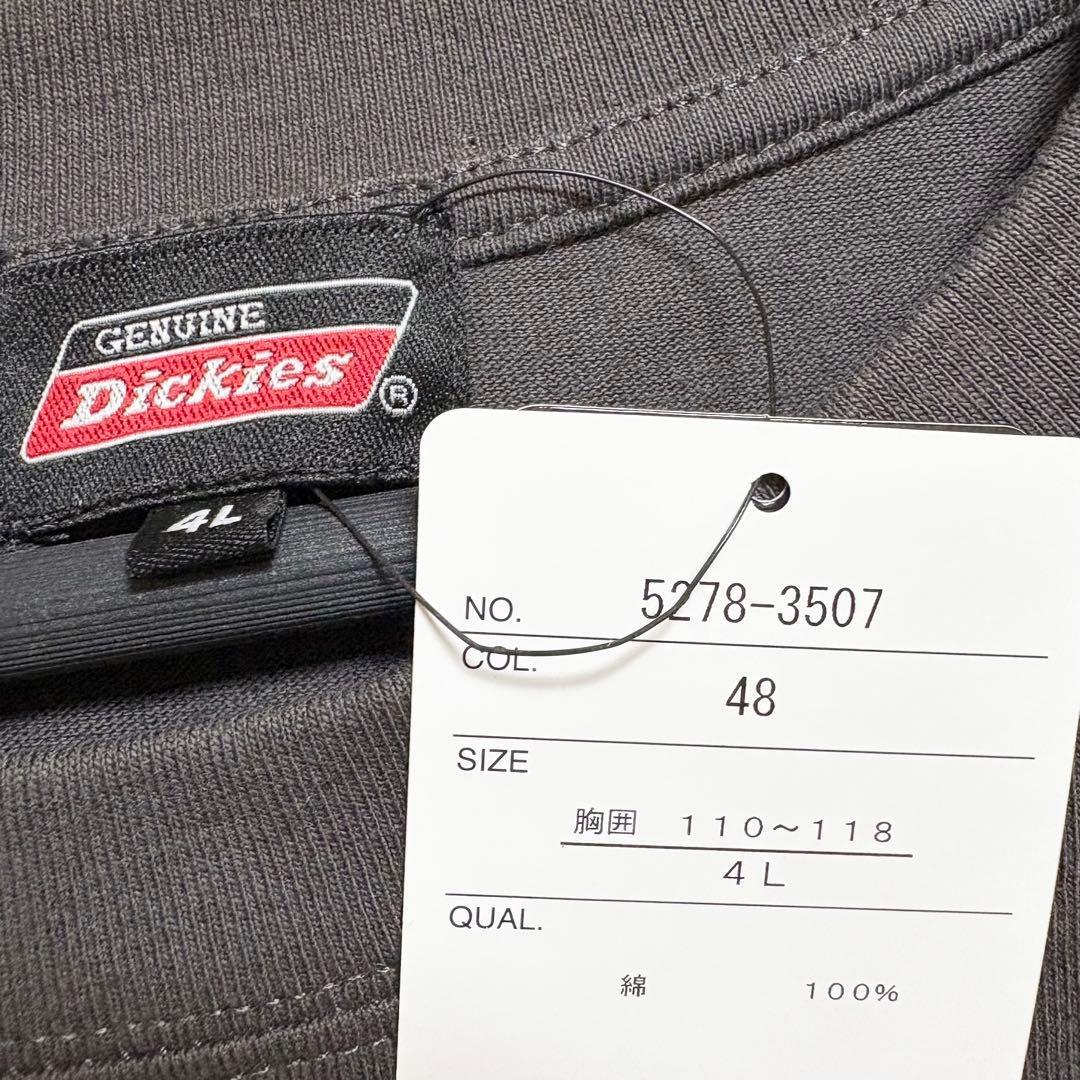 GENUINE
Dickies®
4L
NO. 5278-3507
COL. 48
SIZE
胸囲 110~118
4L
QUAL.
綿 100%